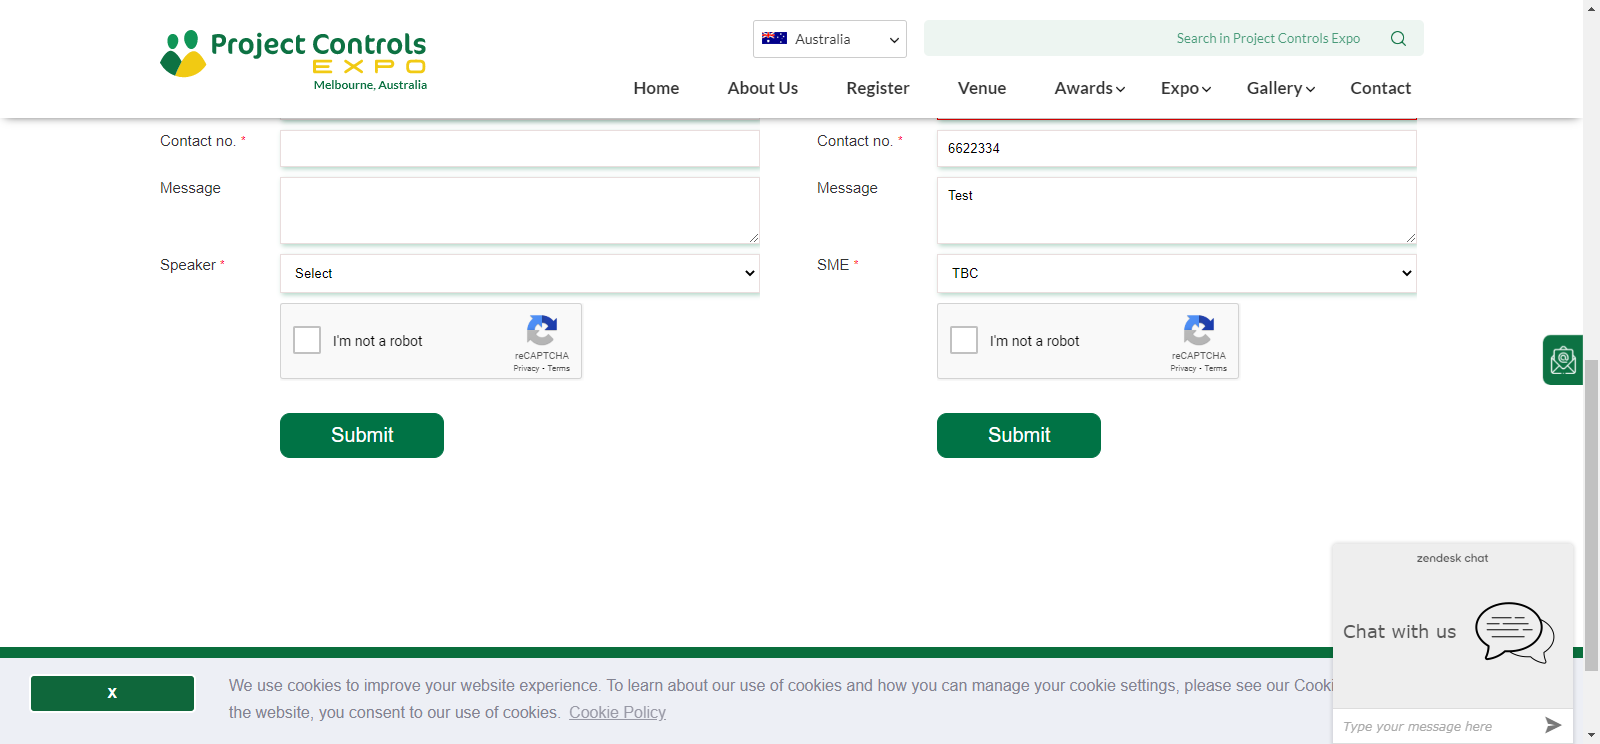 Project Controls
EXPO
Melbourne, Australia
Australia
Search in Project Controls Expo
Home About Us Register Venue Awards Expo Gallery Contact
Contact no. *
Contact no. *
6622334
Message
Message
Test
Speaker *
Select
SME *
TBC
I'm not a robot
reCAPTCHA
Privacy - Terms
I'm not a robot
reCAPTCHA
Privacy - Terms
Submit
Submit
zendesk chat
Chat with us
Type your message here
X
We use cookies to improve your website experience. To learn about our use of cookies and how you can manage your cookie settings, please see our
the website, you consent to our use of cookies. Cookie Policy